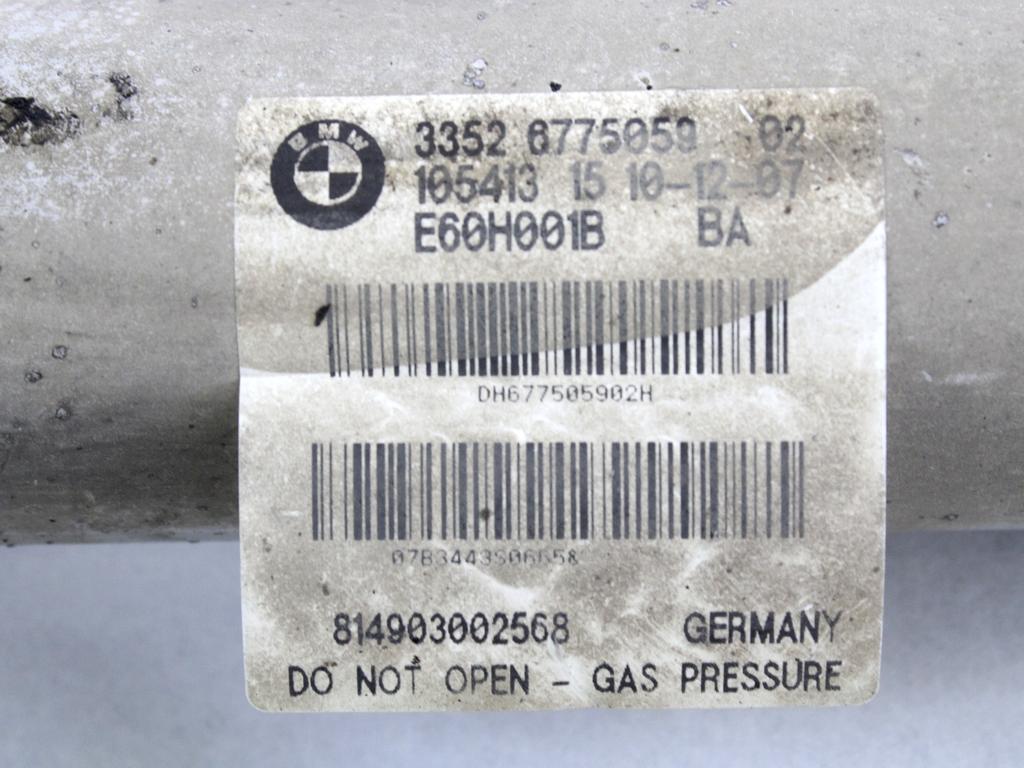 BMW
3352 6775059 02
105413 15 10-12-07
E60H001B BA
DH677505902H
07B3443S06658
814903002568 GERMANY
DO NOT OPEN - GAS PRESSURE